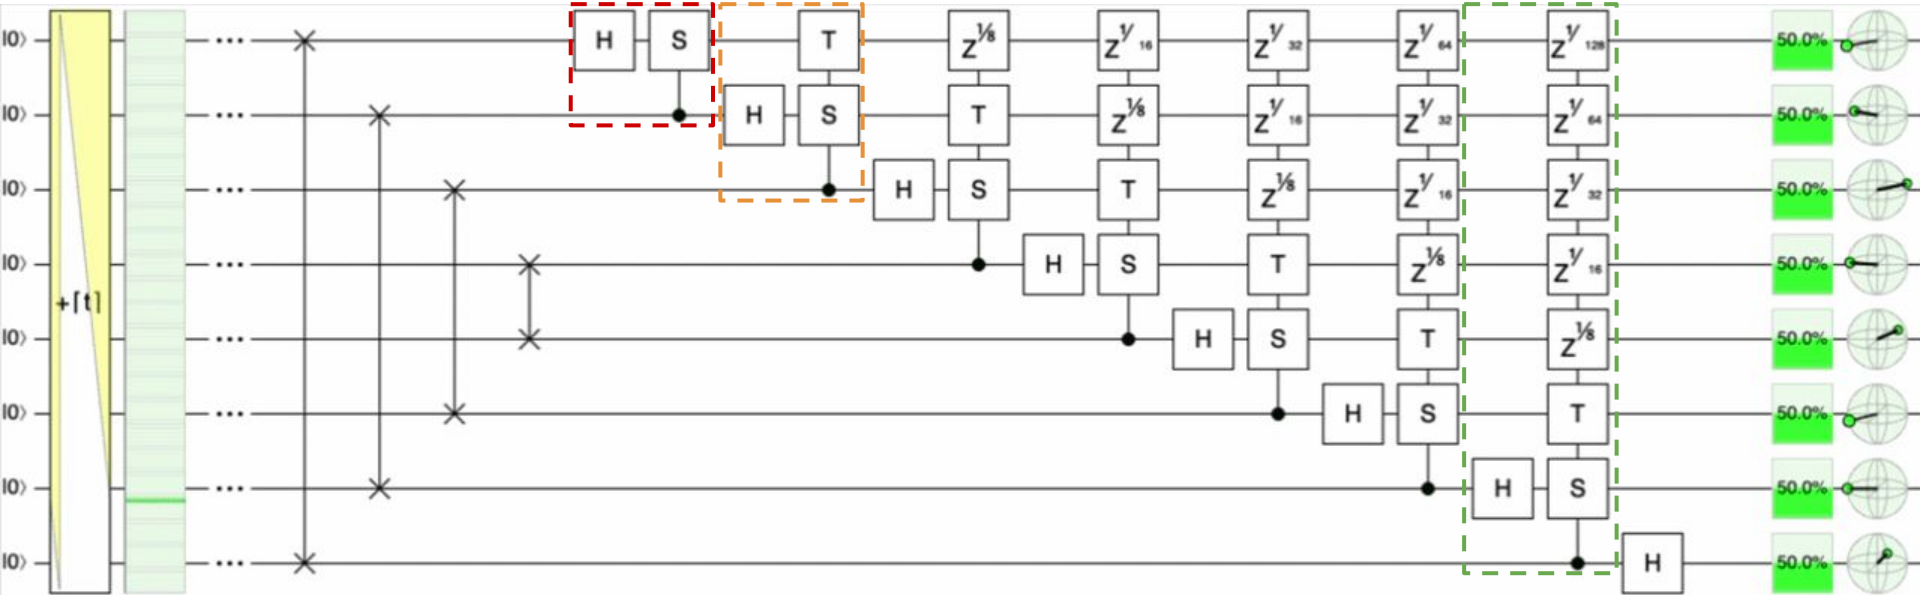 |0⟩ ... H S T Z^⅛ Z^1/16 Z^1/32 Z^1/64 Z^1/128 50.0%
|0⟩ ... H S T Z^⅛ Z^1/16 Z^1/32 Z^1/64 50.0%
|0⟩ ... H S T Z^⅛ Z^1/16 Z^1/32 50.0%
|0⟩ ... H S T Z^⅛ Z^1/16 50.0%
+⌈t⌉
|0⟩ ... H S T Z^⅛ 50.0%
|0⟩ ... H S T 50.0%
|0⟩ ... H S 50.0%
|0⟩ ... H 50.0%